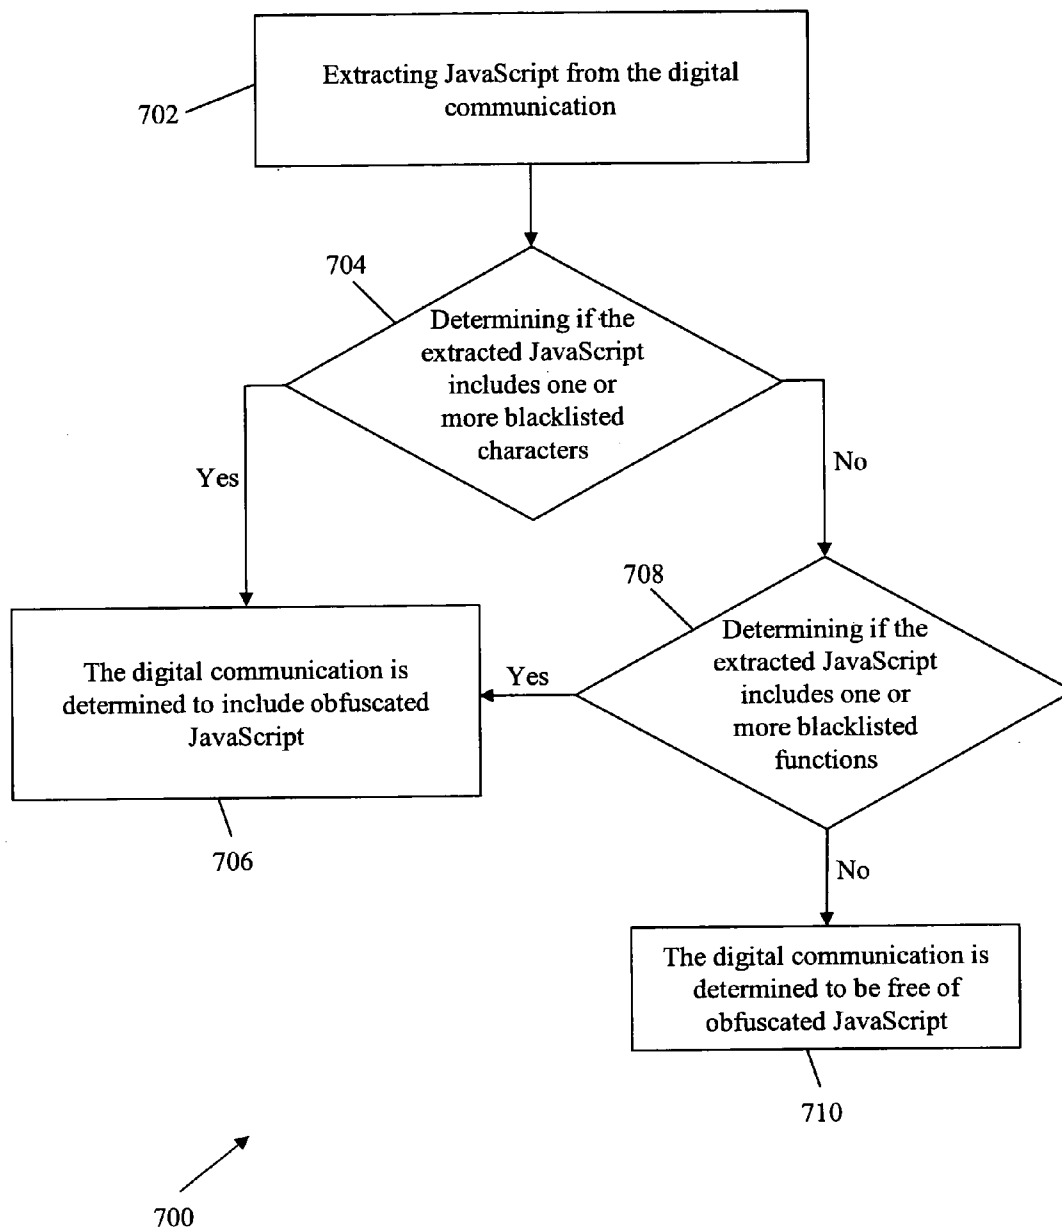 Extracting JavaScript from the digital
communication
702
704
Determining if the
extracted JavaScript
includes one or
more blacklisted
characters
Yes
No
708
Determining if the
extracted JavaScript
includes one or
more blacklisted
functions
Yes
The digital communication is
determined to include obfuscated
JavaScript
706
No
The digital communication is
determined to be free of
obfuscated JavaScript
710
700